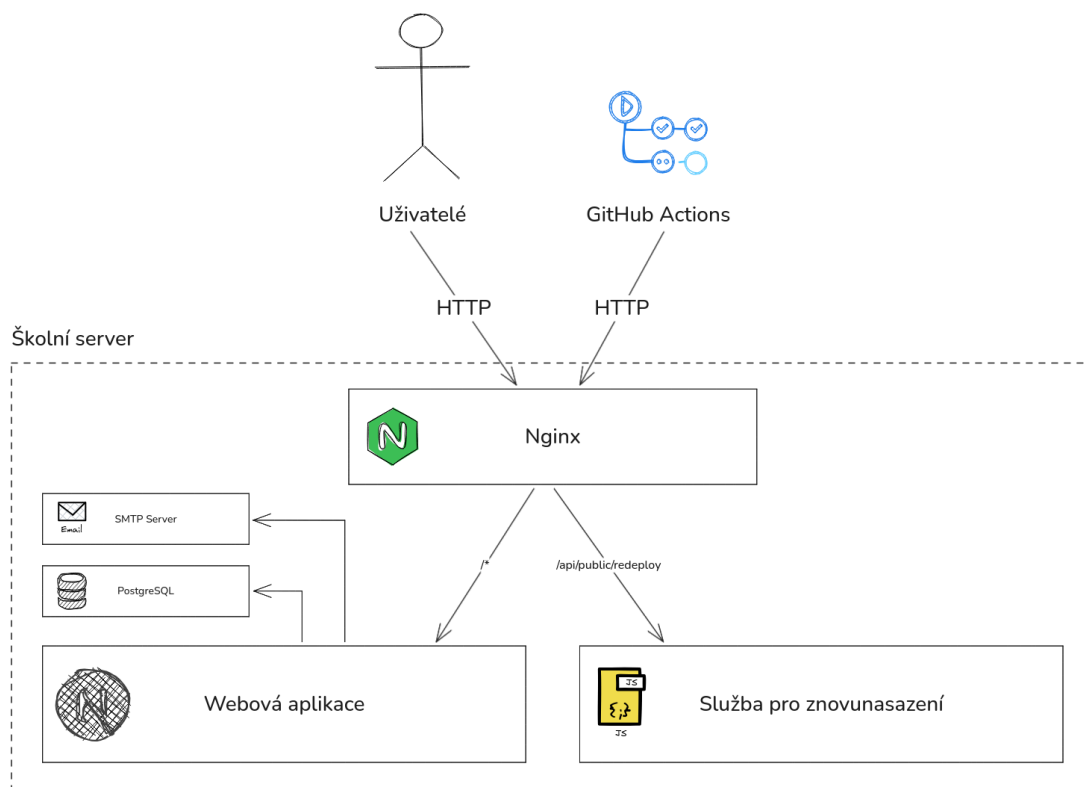 Uživatelé
GitHub Actions
HTTP
HTTP
Školní server
N
Nginx
Email
SMTP Server
PostgreSQL
/*
/api/public/redeploy
N
Webová aplikace
JS
{;}
JS
Služba pro znovunasazení